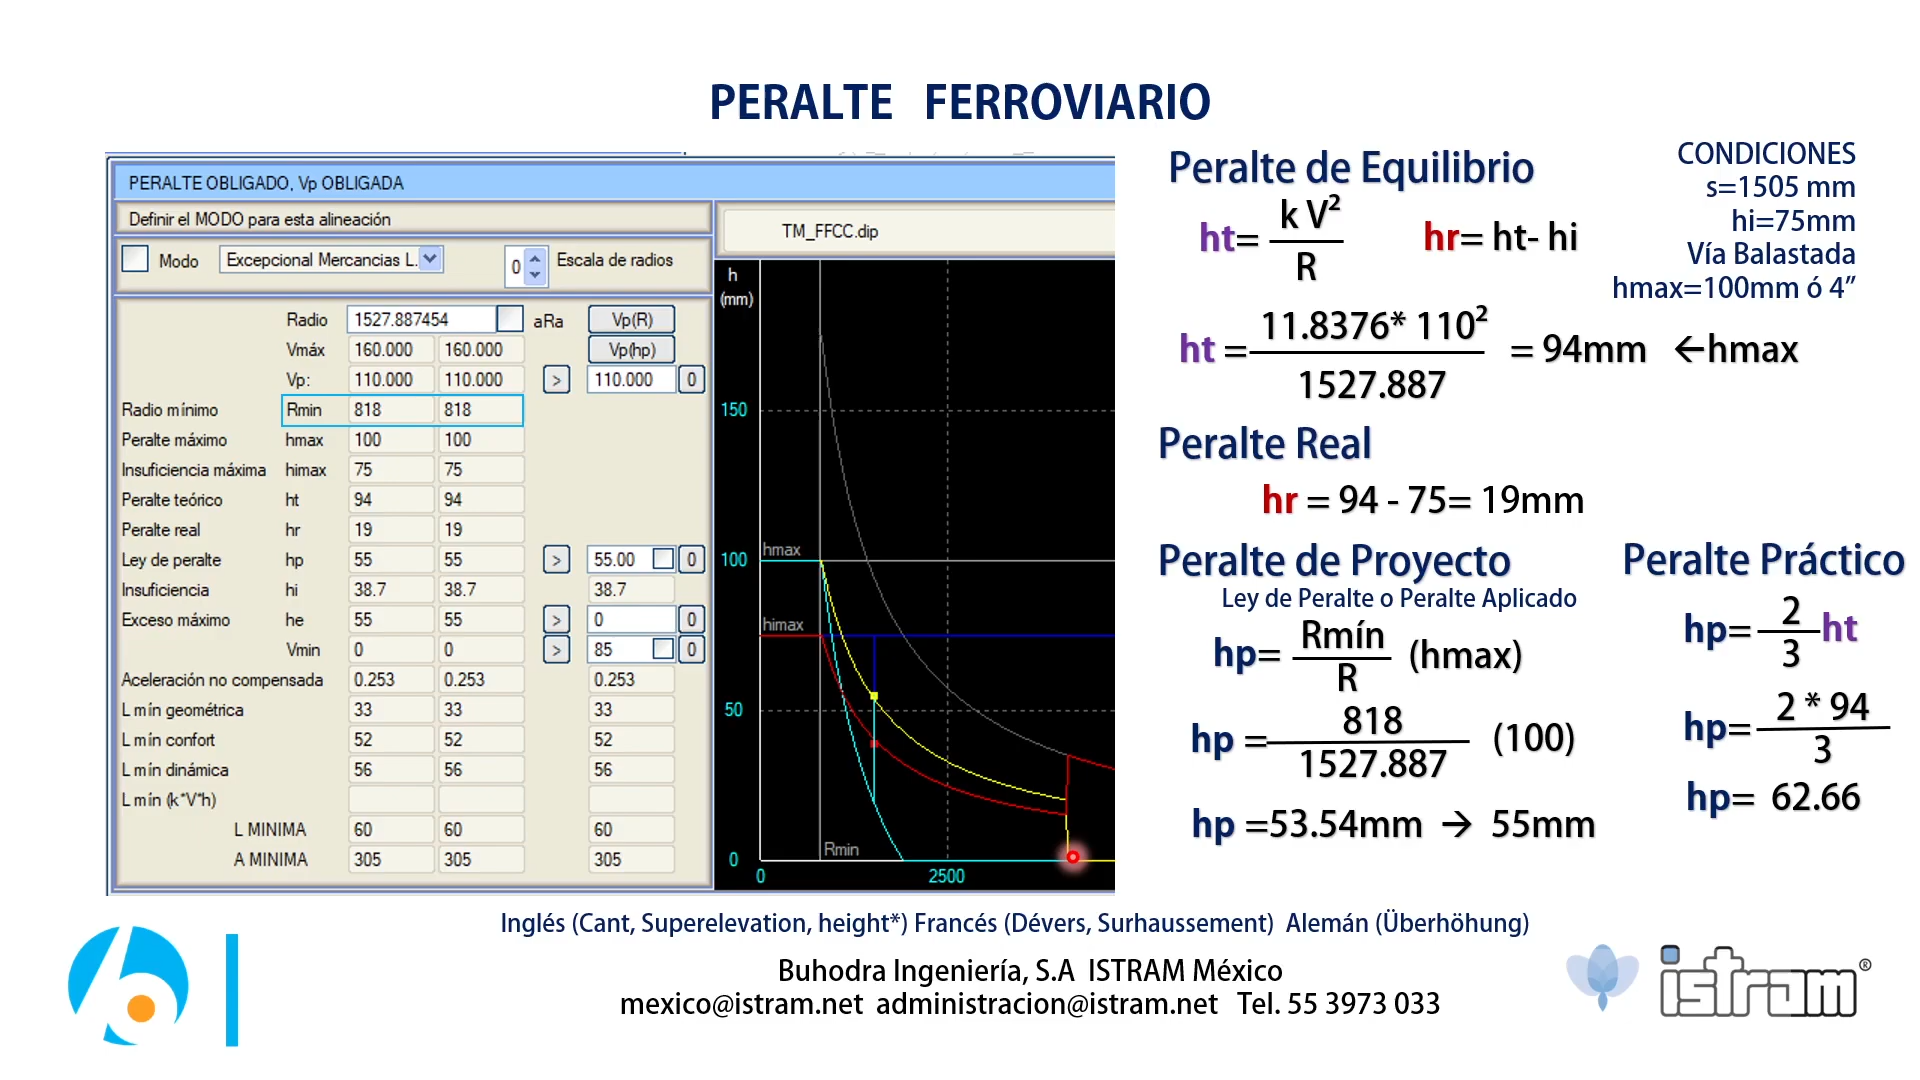 PERALTE FERROVIARIO
PERALTE OBLIGADO, Vp OBLIGADA
Definir el MODO para esta alineación
Modo Excepcional Mercancias L. 0 Escala de radios
Radio 1527.887454 aRa Vp(R)
Vmáx 160.000 160.000 Vp(hp)
Vp: 110.000 110.000 > 110.000 0
Radio mínimo Rmin 818 818
Peralte máximo hmax 100 100
Insuficiencia máxima himax 75 75
Peralte teórico ht 94 94
Peralte real hr 19 19
Ley de peralte hp 55 55 > 55.00 0
Insuficiencia hi 38.7 38.7 38.7
Exceso máximo he 55 55 > 0 0
Vmin 0 0 > 85 0
Aceleración no compensada 0.253 0.253 0.253
L mín geométrica 33 33 33
L mín confort 52 52 52
L mín dinámica 56 56 56
L mín (k*V*h)
L MINIMA 60 60 60
A MINIMA 305 305 305
TM_FFCC.dip
h
(mm)
150
100 hmax
himax
50
0 Rmin
0 2500
Peralte de Equilibrio
ht= k V²
R
hr= ht- hi
CONDICIONES
s=1505 mm
hi=75mm
Vía Balastada
hmax=100mm ó 4”
ht = 11.8376* 110² = 94mm ←hmax
1527.887
Peralte Real
hr = 94 - 75= 19mm
Peralte de Proyecto
Ley de Peralte o Peralte Aplicado
hp= Rmín (hmax)
R
hp = 818 (100)
1527.887
hp =53.54mm → 55mm
Peralte Práctico
hp= 2 ht
3
hp= 2 * 94
3
hp= 62.66
Inglés (Cant, Superelevation, height*) Francés (Dévers, Surhaussement) Alemán (Überhöhung)
Buhodra Ingeniería, S.A ISTRAM México
mexico@istram.net administracion@istram.net Tel. 55 3973 033
istram®